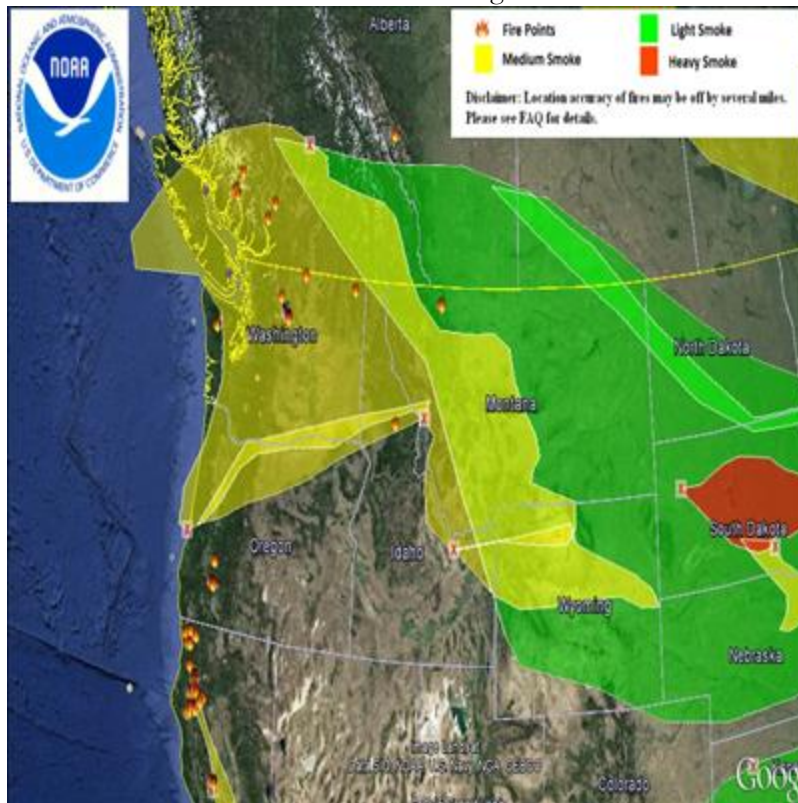 Alberta
Fire Points
Light Smoke
Medium Smoke
Heavy Smoke
Disclaimer: Location accuracy of fires may be off by several miles.
Please see FAQ for details.
NATIONAL OCEANIC AND ATMOSPHERIC ADMINISTRATION
NOAA
U.S. DEPARTMENT OF COMMERCE
Washington
North Dakota
Montana
South Dakota
Oregon
Idaho
Wyoming
Nebraska
Colorado
Goog